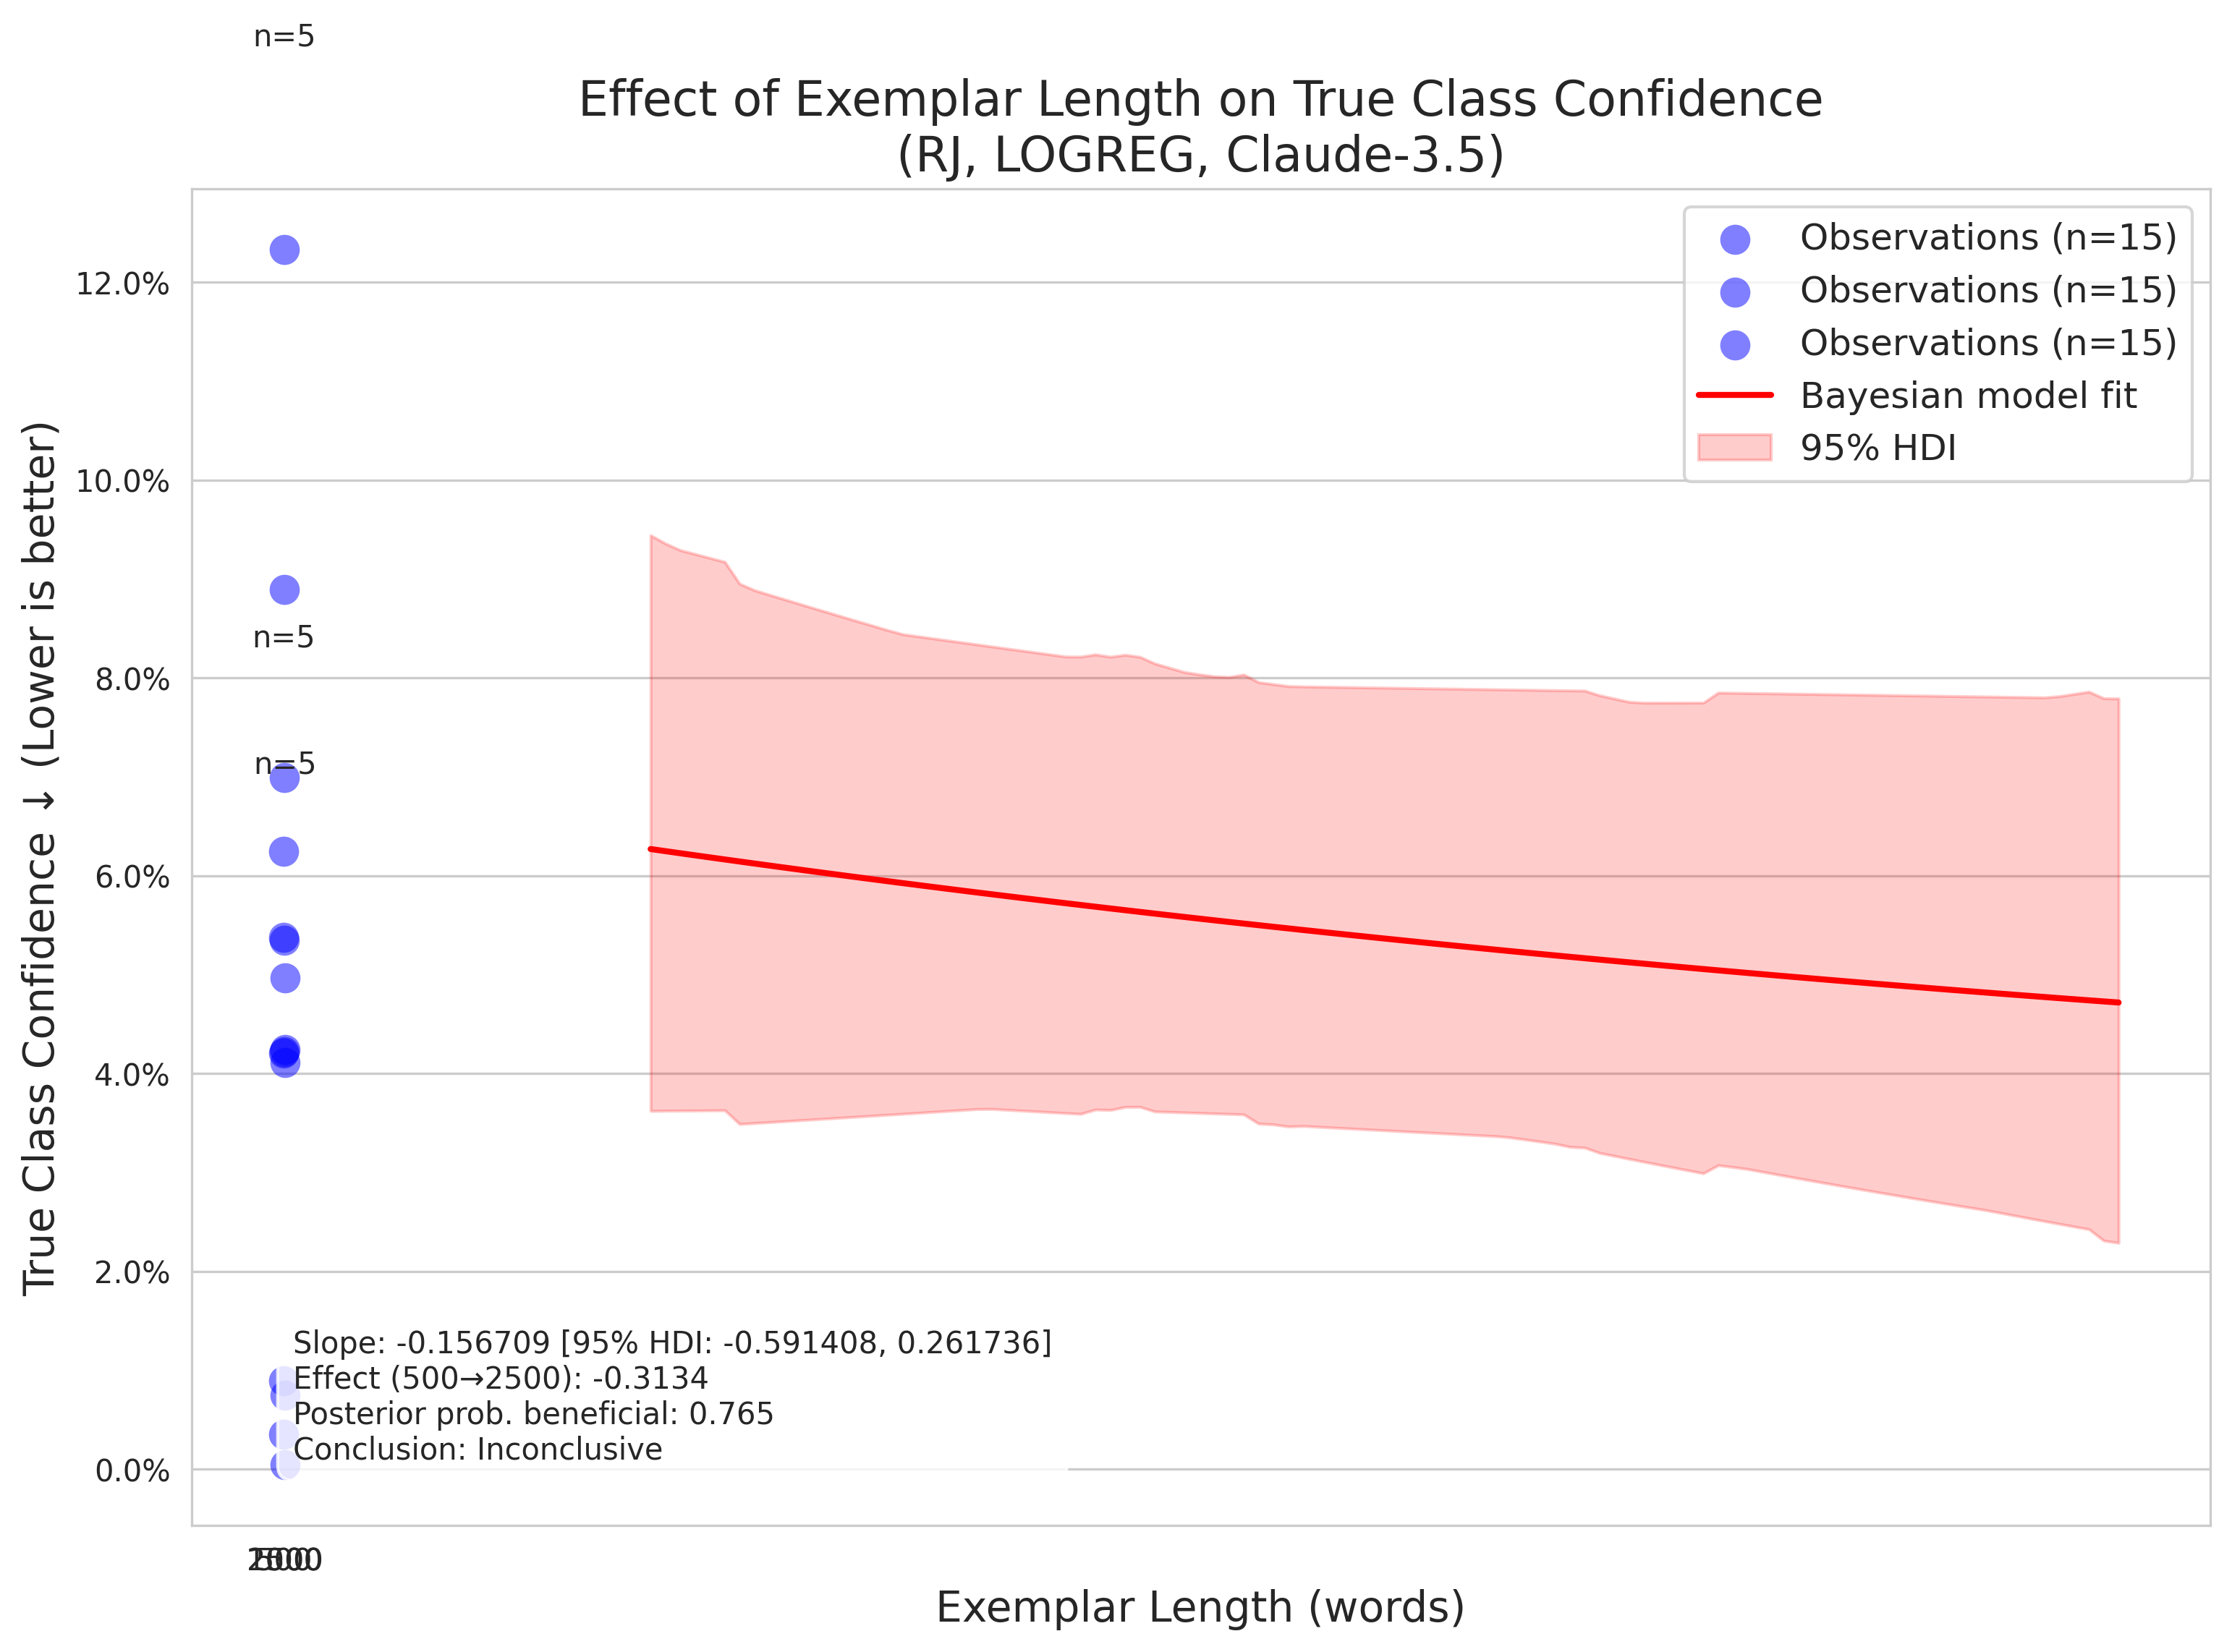 n=5
Effect of Exemplar Length on True Class Confidence
(RJ, LOGREG, Claude-3.5)
Observations (n=15)
Observations (n=15)
Observations (n=15)
Bayesian model fit
95% HDI
True Class Confidence ↓ (Lower is better)
12.0%
10.0%
8.0%
6.0%
4.0%
2.0%
0.0%
n=5
n=5
Slope: -0.156709 [95% HDI: -0.591408, 0.261736]
Effect (500→2500): -0.3134
Posterior prob. beneficial: 0.765
Conclusion: Inconclusive
Exemplar Length (words)